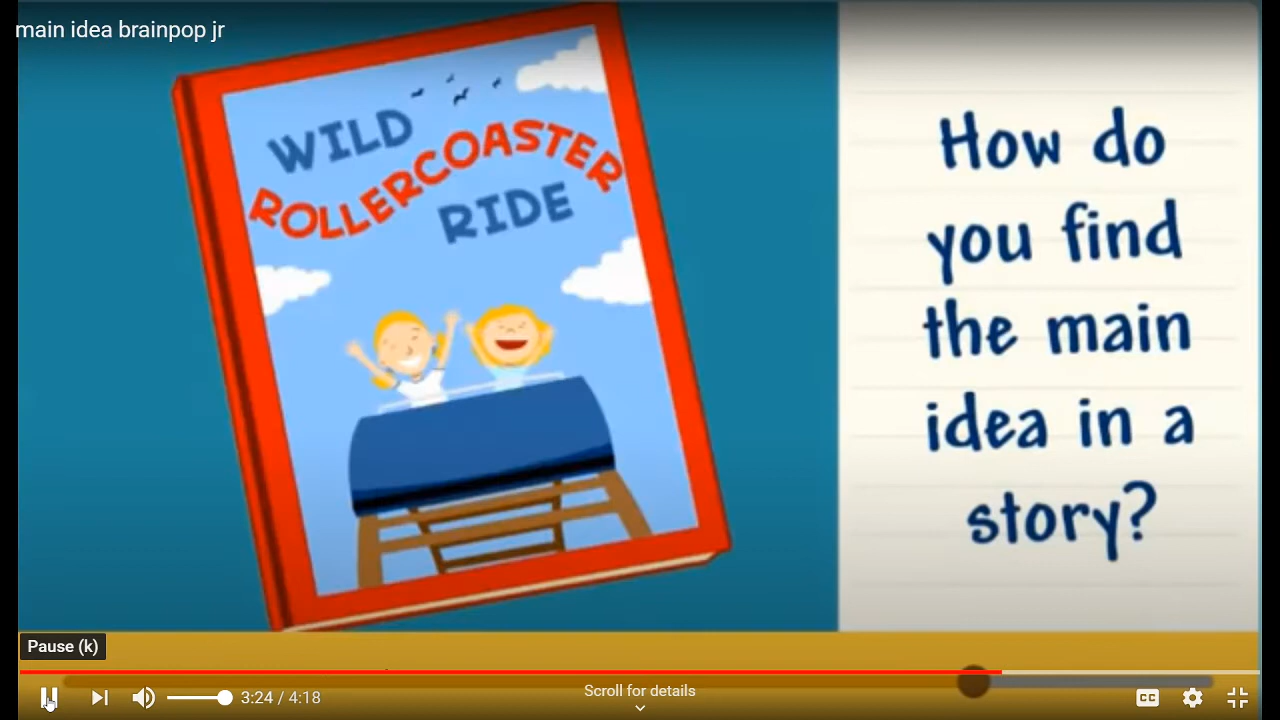 main idea brainpop jr
WILD
ROLLERCOASTER
RIDE
How do
you find
the main
idea in a
story?
Pause (k)
3:24 / 4:18
Scroll for details
CC